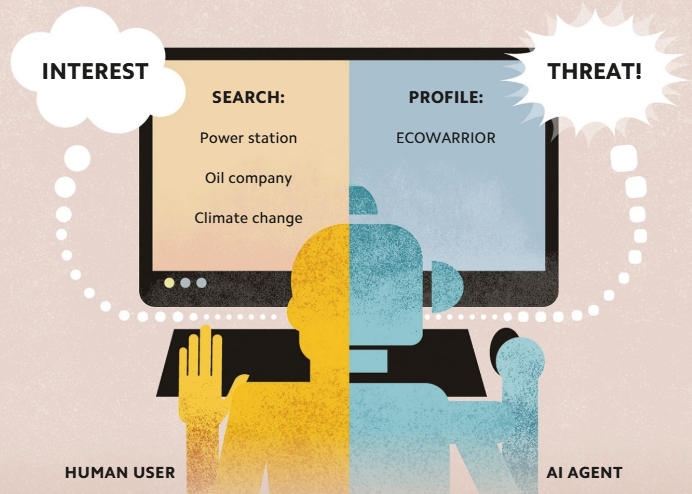 INTEREST
THREAT!
SEARCH:
Power station
Oil company
Climate change
PROFILE:
ECOWARRIOR
HUMAN USER
AI AGENT